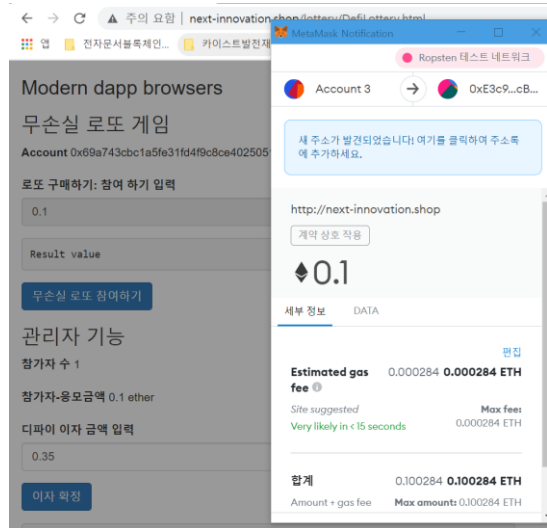 주의 요함 | next-innovation.shop/lottery/DefiLottery.html
앱 전자문서블록체인... 카이스트발전재
Modern dapp browsers
무손실 로또 게임
Account 0x69a743cbc1a5fe31fd4f9c8ce402505
로또 구매하기: 참여 하기 입력
0.1
Result value
무손실 로또 참여하기
관리자 기능
참가자 수 1
참가자-응모금액 0.1 ether
디파이 이자 금액 입력
0.35
이자 확정
MetaMask Notification
Ropsten 테스트 네트워크
Account 3
0xE3c9...cB...
새 주소가 발견되었습니다! 여기를 클릭하여 주소록
에 추가하세요.
http://next-innovation.shop
계약 상호 작용
0.1
세부 정보 DATA
편집
Estimated gas 0.000284 0.000284 ETH
fee
Site suggested Max fee:
Very likely in < 15 seconds 0.000284 ETH
합계 0.100284 0.100284 ETH
Amount + gas fee Max amount: 0.100284 ETH